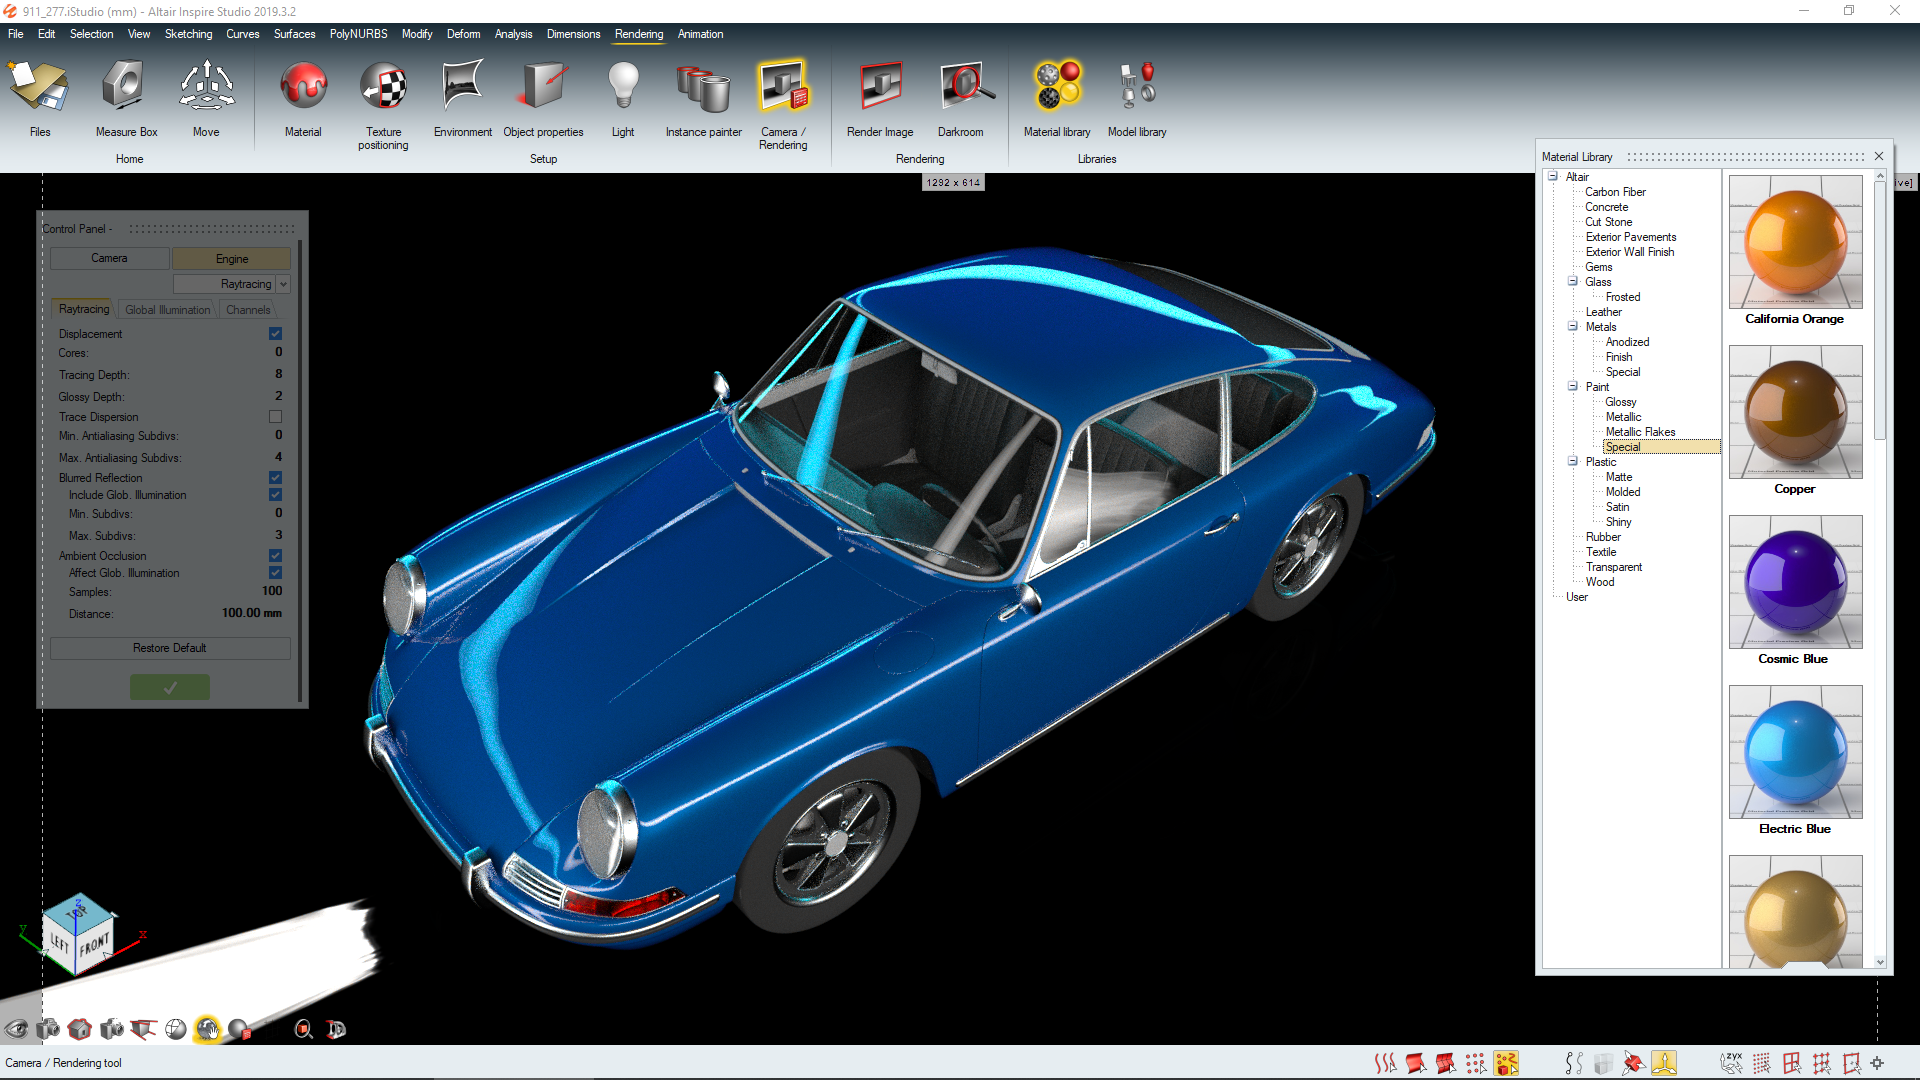 911_277.iStudio (mm) - Altair Inspire Studio 2019.3.2
File Edit Selection View Sketching Curves Surfaces PolyNURBS Modify Deform Analysis Dimensions Rendering Animation
Files
Measure Box
Move
Home
Material
Texture positioning
Environment
Object properties
Light
Instance painter
Camera / Rendering
Setup
Render Image
Darkroom
Rendering
Material library
Model library
Libraries
1292 x 614
ive]
Control Panel -
Camera
Engine
Raytracing
Raytracing Global Illumination Channels
Displacement
Cores: 0
Tracing Depth: 8
Glossy Depth: 2
Trace Dispersion
Min. Antialiasing Subdivs: 0
Max. Antialiasing Subdivs: 4
Blurred Reflection
Include Glob. Illumination
Min. Subdivs: 0
Max. Subdivs: 3
Ambient Occlusion
Affect Glob. Illumination
Samples: 100
Distance: 100.00 mm
Restore Default
Material Library
Altair
Carbon Fiber
Concrete
Cut Stone
Exterior Pavements
Exterior Wall Finish
Gems
Glass
Frosted
Leather
Metals
Anodized
Finish
Special
Paint
Glossy
Metallic
Metallic Flakes
Special
Plastic
Matte
Molded
Satin
Shiny
Rubber
Textile
Transparent
Wood
User
California Orange
Copper
Cosmic Blue
Electric Blue
z
TOP
y
LEFT
FRONT
x
Camera / Rendering tool
zyx